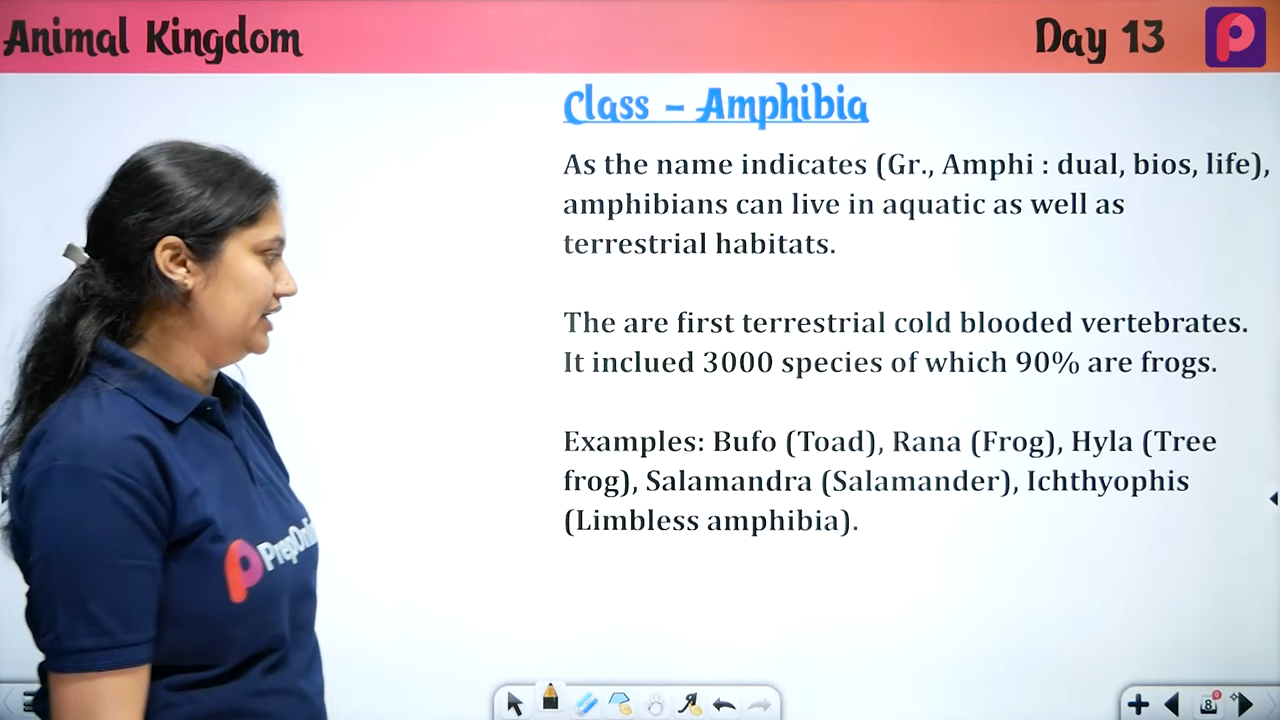 Animal Kingdom
Day 13
Class – Amphibia
As the name indicates (Gr., Amphi : dual, bios, life),
amphibians can live in aquatic as well as
terrestrial habitats.
The are first terrestrial cold blooded vertebrates.
It inclued 3000 species of which 90% are frogs.
Examples: Bufo (Toad), Rana (Frog), Hyla (Tree
frog), Salamandra (Salamander), Ichthyophis
(Limbless amphibia).
8